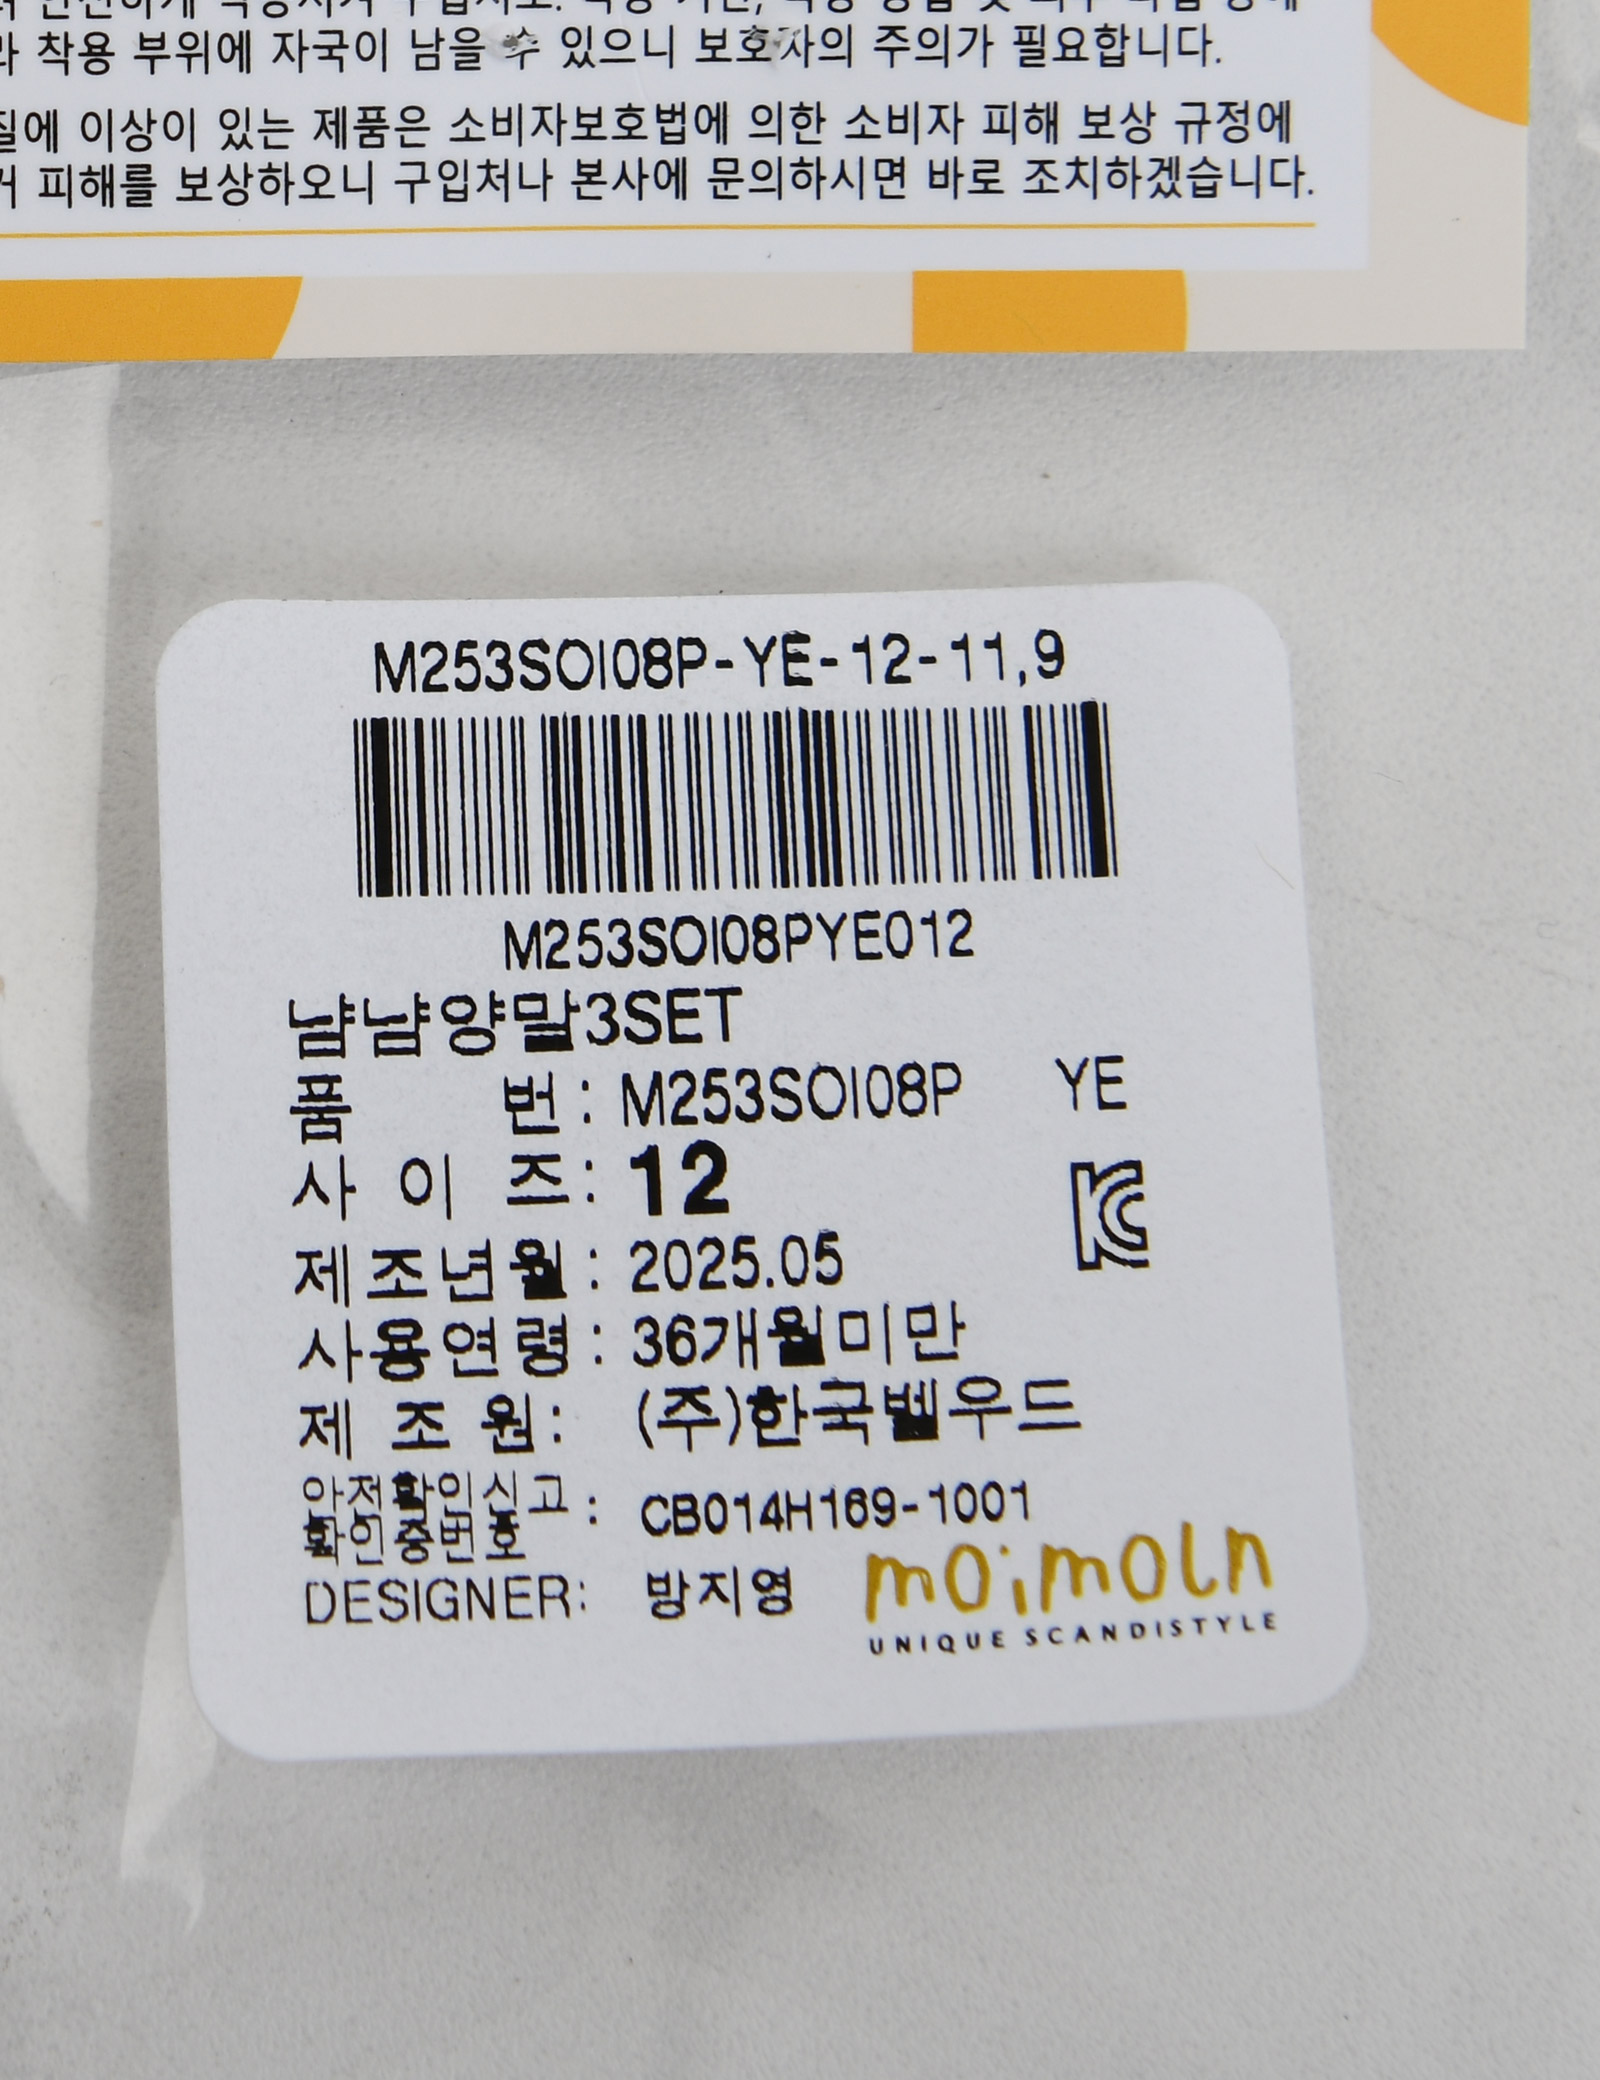 착용 부위에 자국이 남을 수 있으니 보호자의 주의가 필요합니다.
질에 이상이 있는 제품은 소비자보호법에 의한 소비자 피해 보상 규정에
피해를 보상하오니 구입처나 본사에 문의하시면 바로 조치하겠습니다.
M253SOI08P-YE-12-11,9
M253SOI08PYE012
냠냠양말3SET
품 번: M253SOI08P YE
사 이 즈: 12
제조년월: 2025.05
사용연령: 36개월미만
제 조 원: (주)한국벨우드
안전확인신고
확인증번호 : CB014H169-1001
DESIGNER: 방지영
moimoln
UNIQUE SCANDISTYLE